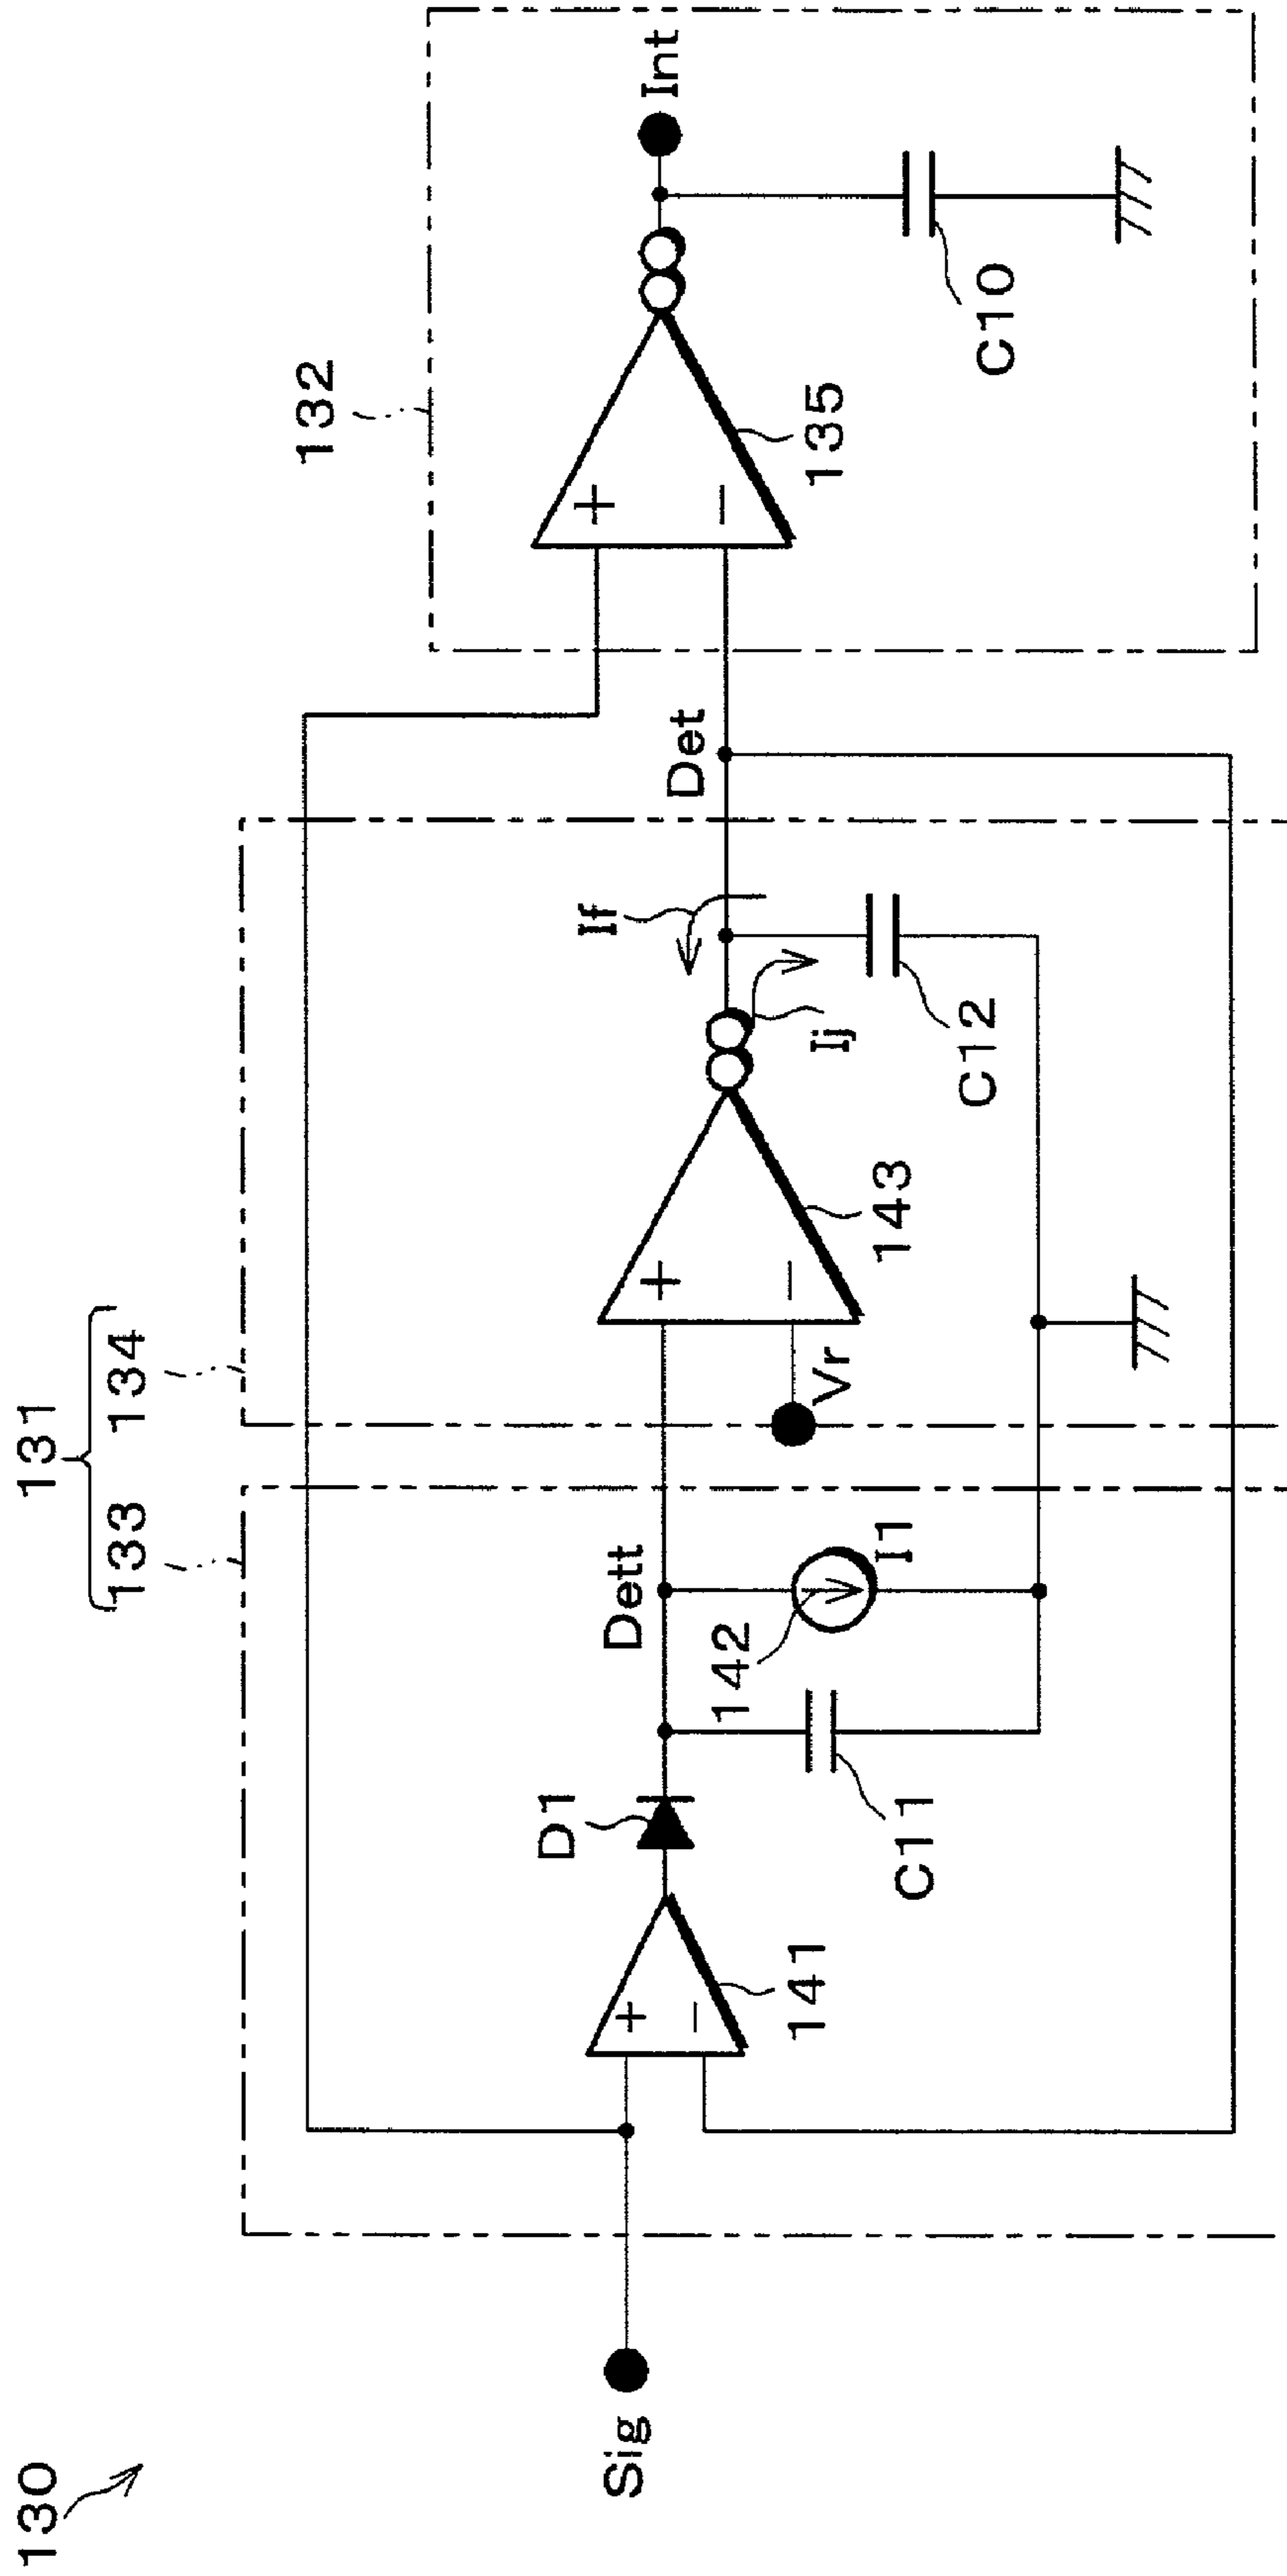 130
131
133 134
132
Sig
+
−
141
D1
C11
Dett
142
I1
Vr
+
−
143
If
Ij
C12
Det
+
−
135
C10
Int